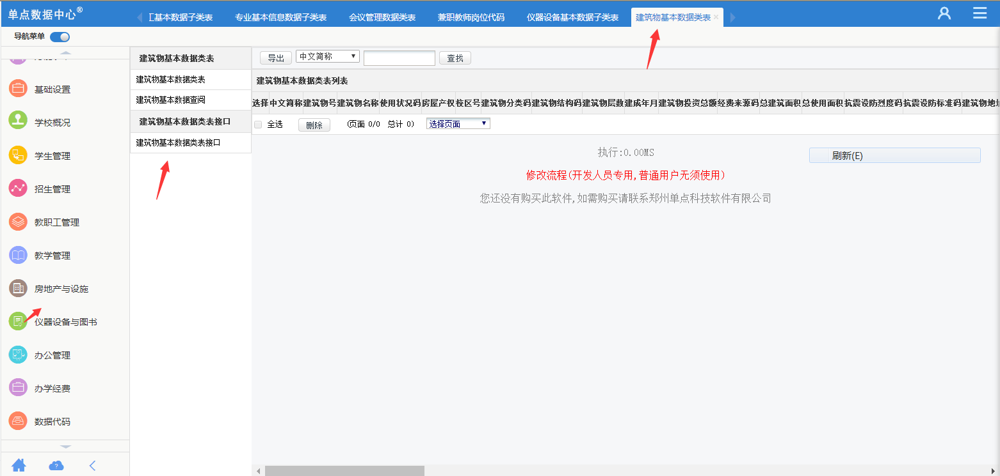 单点数据中心®
基本数据子类表
专业基本信息数据子类表
会议管理数据类表
兼职教师岗位代码
仪器设备基本数据子类表
建筑物基本数据类表
导航菜单
基础设置
学校概况
学生管理
招生管理
教职工管理
教学管理
房地产与设施
仪器设备与图书
办公管理
办学经费
数据代码
建筑物基本数据类表
建筑物基本数据类表
建筑物基本数据查阅
建筑物基本数据类表接口
建筑物基本数据类表接口
导出 中文简称 查找
建筑物基本数据类表列表
选择 中文简称 建筑物号 建筑物名称 使用状况码 房屋产权 校区号 建筑物分类码 建筑物结构码 建筑物层数 建成年月 建筑物投资总额 经费来源码 总建筑面积 总使用面积 抗震设防烈度码 抗震设防标准码 建筑物地
全选 删除 (页面 0/0 总计 0) 选择页面
执行:0.00MS
刷新(E)
修改流程(开发人员专用,普通用户无须使用)
您还没有购买此软件,如需购买请联系郑州单点科技软件有限公司